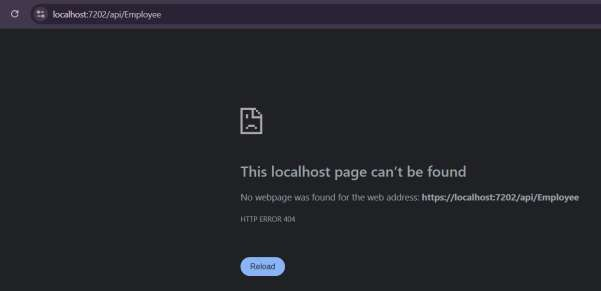 localhost:7202/api/Employee
This localhost page can't be found
No webpage was found for the web address: https://localhost:7202/api/Employee
HTTP ERROR 404
Reload